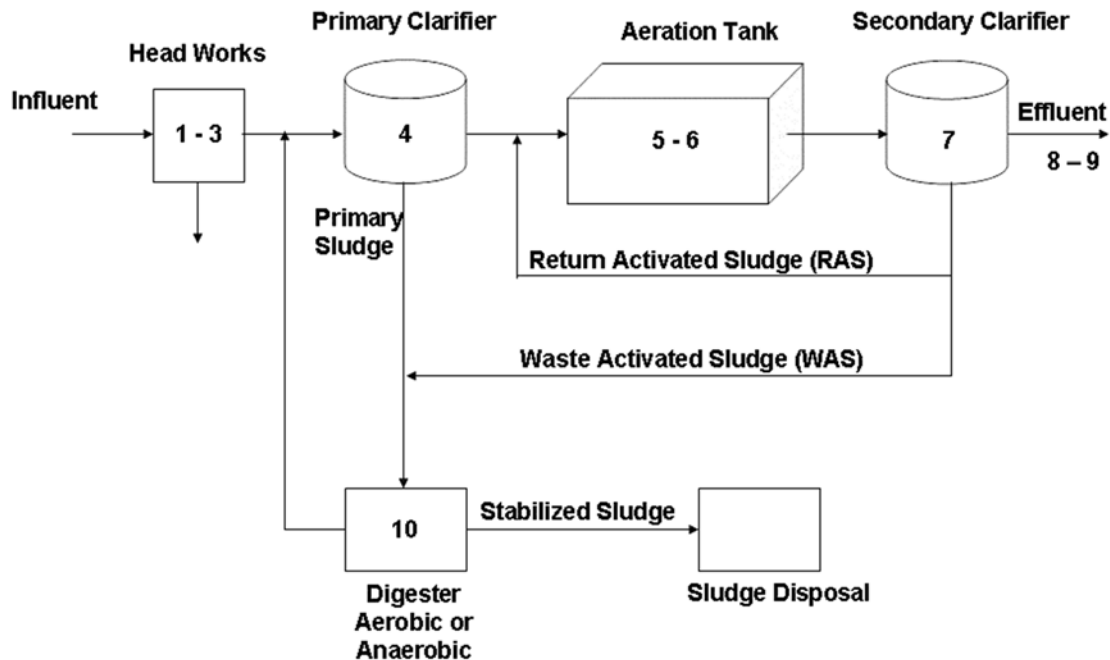 Primary Clarifier
Aeration Tank
Secondary Clarifier
Head Works
Influent
1 - 3
4
5 - 6
7
Effluent
8 – 9
Primary
Sludge
Return Activated Sludge (RAS)
Waste Activated Sludge (WAS)
10
Stabilized Sludge
Digester
Aerobic or
Anaerobic
Sludge Disposal